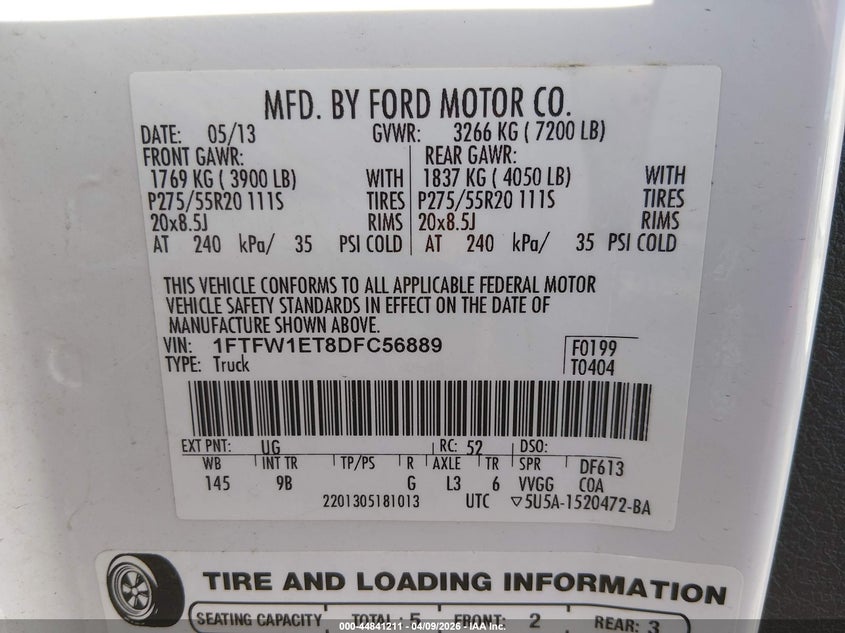 MFD. BY FORD MOTOR CO.
DATE: 05/13 GVWR: 3266 KG ( 7200 LB)
FRONT GAWR: REAR GAWR:
1769 KG ( 3900 LB) WITH 1837 KG ( 4050 LB) WITH
P275/55R20 111S TIRES P275/55R20 111S TIRES
20x8.5J RIMS 20x8.5J RIMS
AT 240 kPa/ 35 PSI COLD AT 240 kPa/ 35 PSI COLD
THIS VEHICLE CONFORMS TO ALL APPLICABLE FEDERAL MOTOR
VEHICLE SAFETY STANDARDS IN EFFECT ON THE DATE OF
MANUFACTURE SHOWN ABOVE.
VIN: 1FTFW1ET8DFC56889 F0199
TYPE: Truck T0404
EXT PNT: UG RC: 52 DSO:
WB INT TR TP/PS R AXLE TR SPR DF613
145 9B G L3 6 VVGG COA
2201305181013 UTC ▽5U5A-1520472-BA
TIRE AND LOADING INFORMATION
SEATING CAPACITY TOTAL: 5 FRONT: 2 REAR: 3
000-44841211 - 04/09/2026 - IAA Inc.